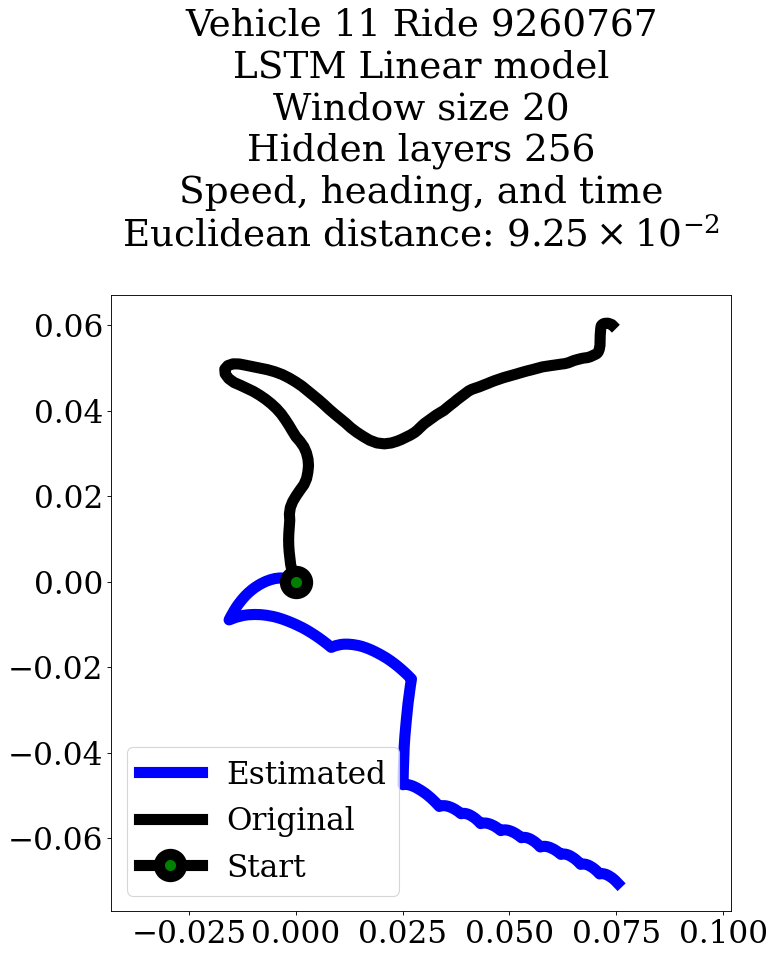 Vehicle 11 Ride 9260767
LSTM Linear model
Window size 20
Hidden layers 256
Speed, heading, and time
Euclidean distance: 9.25 × 10⁻²
0.06
0.04
0.02
0.00
−0.02
−0.04
−0.06
Estimated
Original
Start
−0.025 0.000 0.025 0.050 0.075 0.100